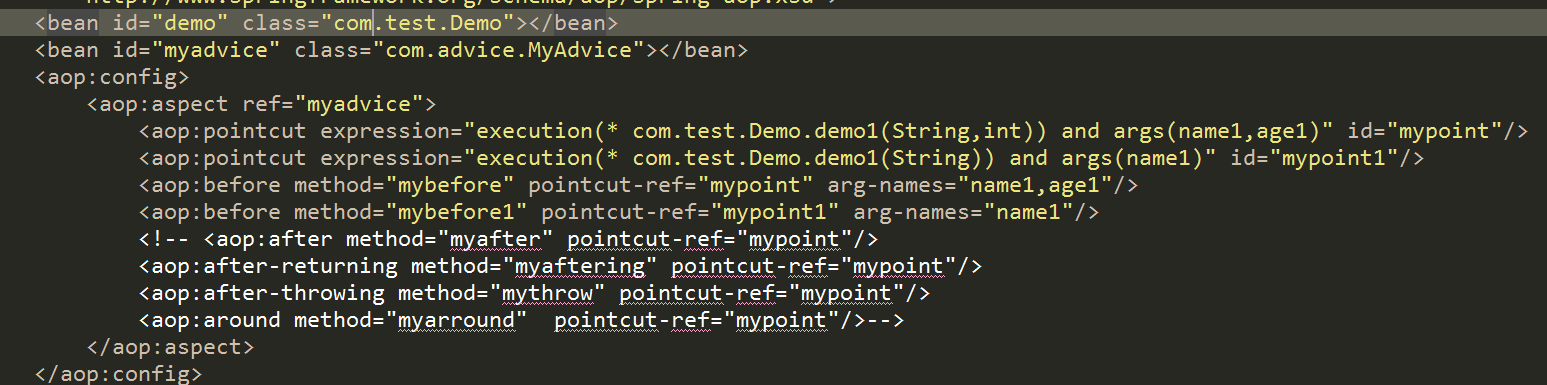 http://www.springframework.org/schema/aop/spring-aop.xsd">
<bean id="demo" class="com.test.Demo"></bean>
<bean id="myadvice" class="com.advice.MyAdvice"></bean>
<aop:config>
<aop:aspect ref="myadvice">
<aop:pointcut expression="execution(* com.test.Demo.demo1(String,int)) and args(name1,age1)" id="mypoint"/>
<aop:pointcut expression="execution(* com.test.Demo.demo1(String)) and args(name1)" id="mypoint1"/>
<aop:before method="mybefore" pointcut-ref="mypoint" arg-names="name1,age1"/>
<aop:before method="mybefore1" pointcut-ref="mypoint1" arg-names="name1"/>
<!-- <aop:after method="myafter" pointcut-ref="mypoint"/>
<aop:after-returning method="myaftering" pointcut-ref="mypoint"/>
<aop:after-throwing method="mythrow" pointcut-ref="mypoint"/>
<aop:around method="myarround"  pointcut-ref="mypoint"/>-->
</aop:aspect>
</aop:config>